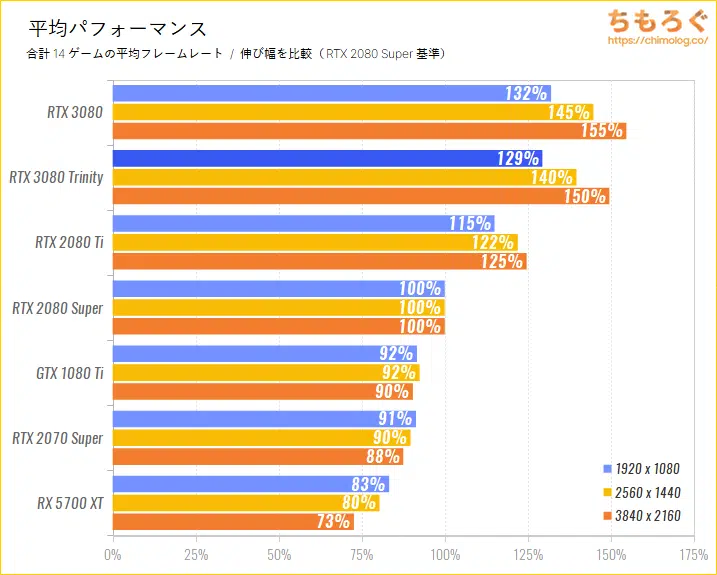 平均パフォーマンス
ちもろぐ
https://chimolog.co/
合計 14 ゲームの平均フレームレート / 伸び幅を比較（RTX 2080 Super 基準）
RTX 3080
132%
145%
155%
RTX 3080 Trinity
129%
140%
150%
RTX 2080 Ti
115%
122%
125%
RTX 2080 Super
100%
100%
100%
GTX 1080 Ti
92%
92%
90%
RTX 2070 Super
91%
90%
88%
RX 5700 XT
83%
80%
73%
1920 x 1080
2560 x 1440
3840 x 2160
0% 25% 50% 75% 100% 125% 150% 175%